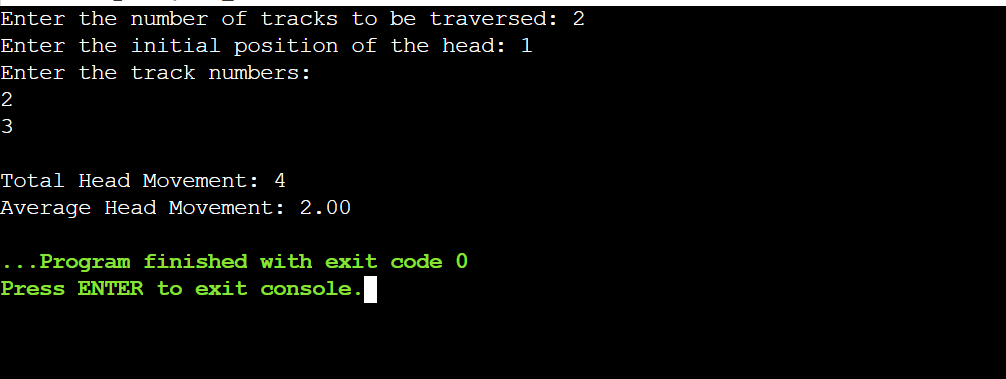 Enter the number of tracks to be traversed: 2
Enter the initial position of the head: 1
Enter the track numbers:
2
3
Total Head Movement: 4
Average Head Movement: 2.00
...Program finished with exit code 0
Press ENTER to exit console.